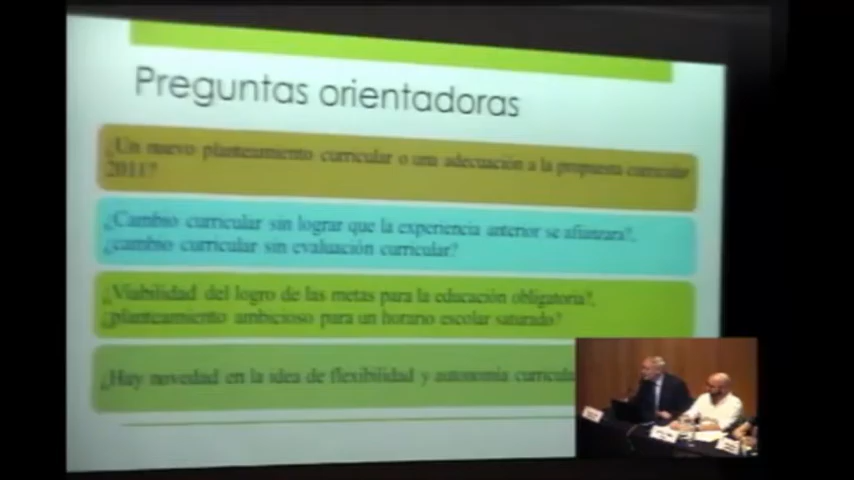 Preguntas orientadoras
¿Un nuevo planteamiento curricular o una adecuación a la propuesta curricular
2011?
¿Cambio curricular sin lograr que la experiencia anterior se afianzara?,
¿cambio curricular sin evaluación curricular?
¿Viabilidad del logro de las metas para la educación obligatoria?,
¿planteamiento ambicioso para un horario escolar saturado?
¿Hay novedad en la idea de flexibilidad y autonomía curricula